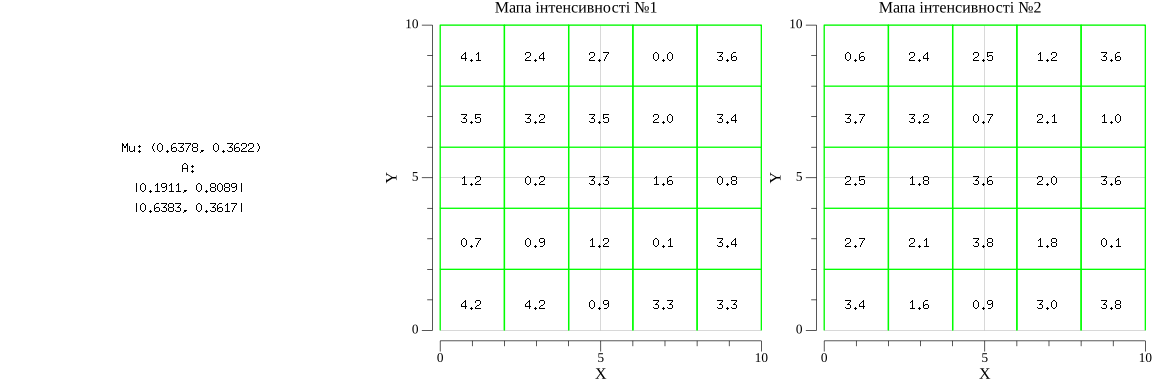 Mu: (0.6378, 0.3622)
A:
|0.1911, 0.8089|
|0.6383, 0.3617|
Мапа інтенсивності №1
10
4.1 2.4 2.7 0.0 3.6
3.5 3.2 3.5 2.0 3.4
Y 5 1.2 0.2 3.3 1.6 0.8
0.7 0.9 1.2 0.1 3.4
4.2 4.2 0.9 3.3 3.3
0
0 5 10
X
Мапа інтенсивності №2
10
0.6 2.4 2.5 1.2 3.6
3.7 3.2 0.7 2.1 1.0
Y 5 2.5 1.8 3.6 2.0 3.6
2.7 2.1 3.8 1.8 0.1
3.4 1.6 0.9 3.0 3.8
0
0 5 10
X